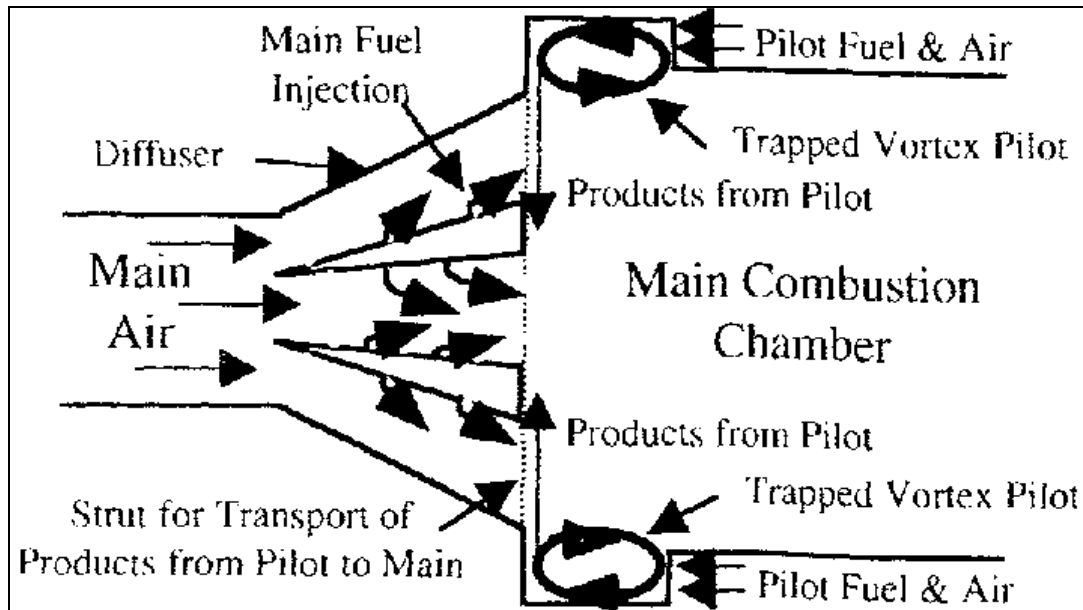 Main Fuel
Injection
Pilot Fuel & Air
Diffuser
Trapped Vortex Pilot
Products from Pilot
Main
Air
Main Combustion
Chamber
Products from Pilot
Strut for Transport of
Products from Pilot to Main
Trapped Vortex Pilot
Pilot Fuel & Air